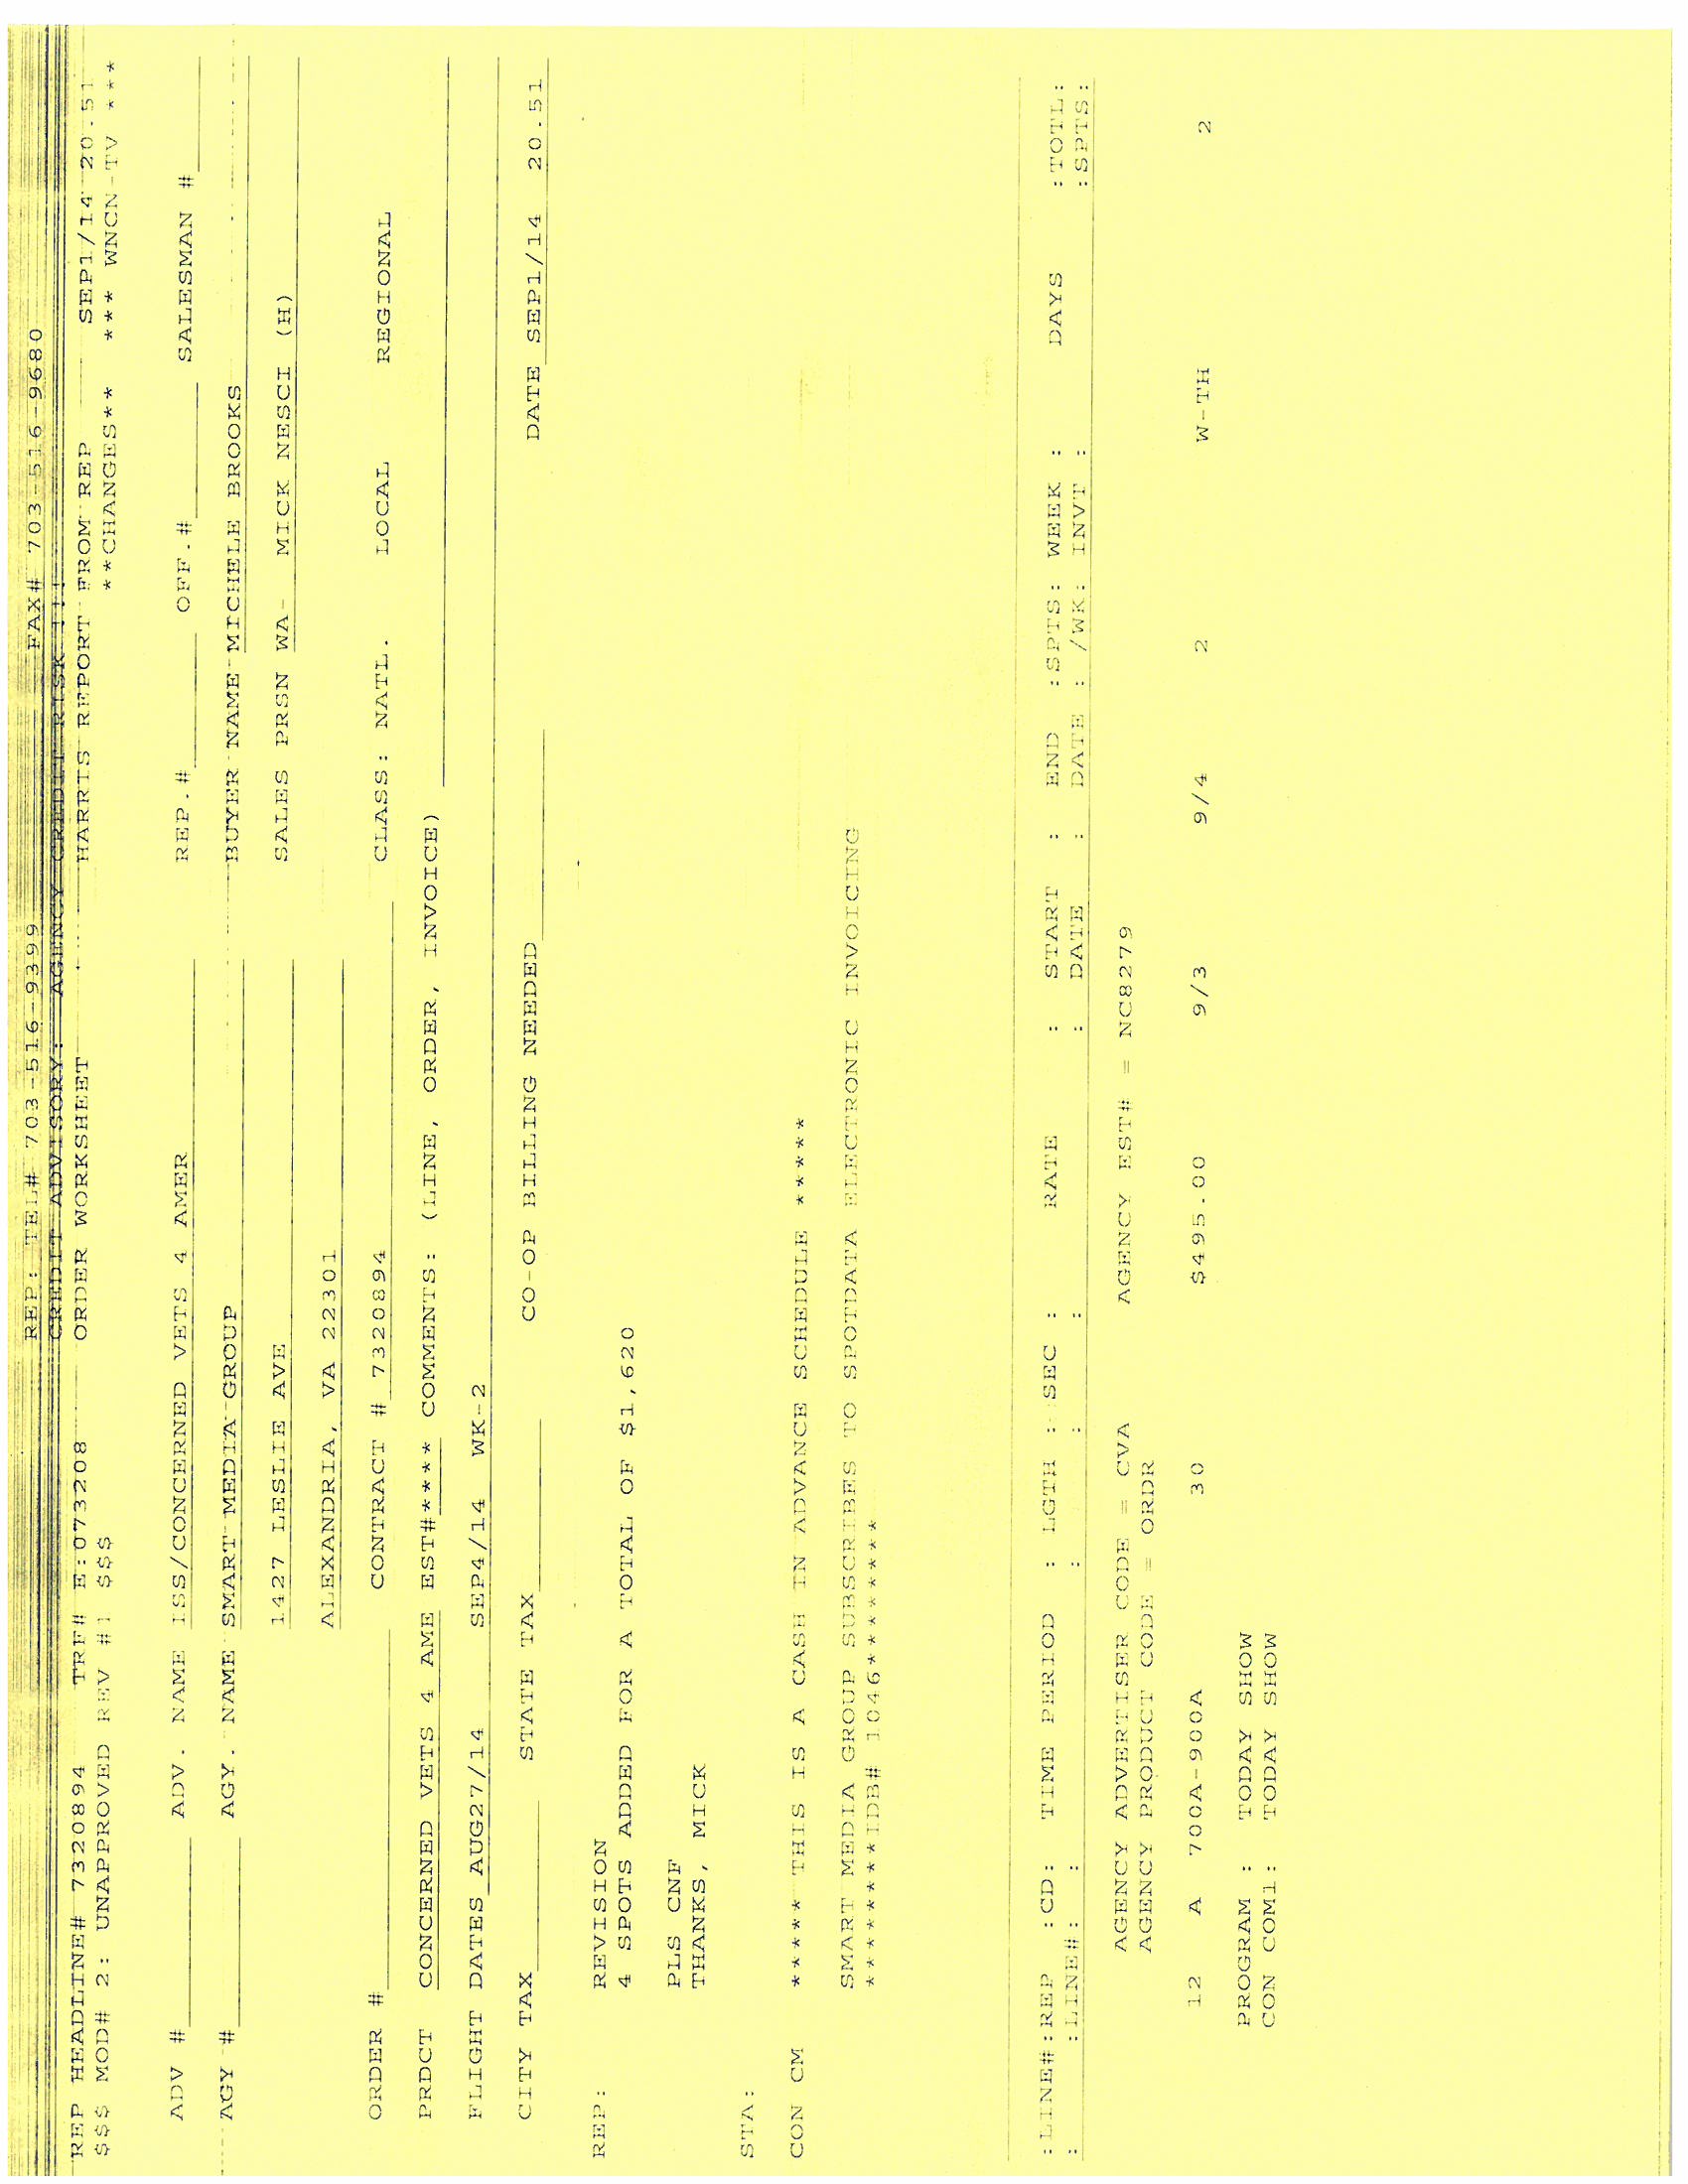 REP: TEL# 703-516-9399 FAX# 703-516-9680
CREDIT ADVISORY: AGENCY CREDIT RISK !!!
REP HEADLINE# 7320894 TRF# E:073208 ORDER WORKSHEET HARRIS REPORT FROM REP SEP1/14 20.51
$$$ MOD# 2: UNAPPROVED REV #1 $$$ **CHANGES** *** WNCN-TV ***
ADV # ADV. NAME ISS/CONCERNED VETS 4 AMER REP.# OFF.# SALESMAN #
AGY # AGY. NAME SMART MEDIA GROUP BUYER NAME MICHELE BROOKS
1427 LESLIE AVE SALES PRSN WA- MICK NESCI (H)
ALEXANDRIA, VA 22301
ORDER # CONTRACT # 7320894 CLASS: NATL. LOCAL REGIONAL
PRDCT CONCERNED VETS 4 AME EST#**** COMMENTS: (LINE, ORDER, INVOICE)
FLIGHT DATES AUG27/14 SEP4/14 WK-2
CITY TAX STATE TAX CO-OP BILLING NEEDED DATE SEP1/14 20.51
REP: REVISION
4 SPOTS ADDED FOR A TOTAL OF $1,620
PLS CNF
THANKS, MICK
STA:
CON CM ***** THIS IS A CASH IN ADVANCE SCHEDULE *****
SMART MEDIA GROUP SUBSCRIBES TO SPOTDATA ELECTRONIC INVOICING
**********IDB# 1046**********
:LINE#:REP :CD: TIME PERIOD : LGTH : SEC : RATE : START : END :SPTS: WEEK : DAYS :TOTL:
: :LINE#: : : : : DATE : DATE : /WK: INVT : :SPTS:
AGENCY ADVERTISER CODE = CVA AGENCY EST# = NC8279
AGENCY PRODUCT CODE = ORDR
12 A 700A-900A 30 $495.00 9/3 9/4 2 W-TH 2
PROGRAM : TODAY SHOW
CON COM1: TODAY SHOW